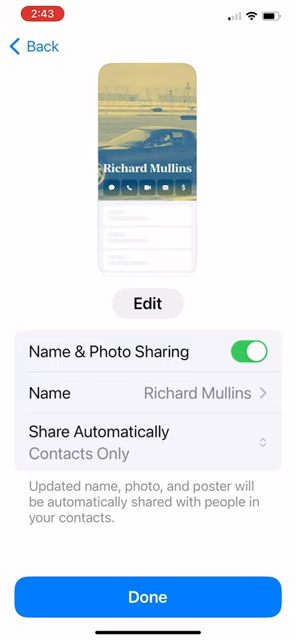 2:43
Back
Richard Mullins
$
Edit
Name & Photo Sharing
Name Richard Mullins
Share Automatically
Contacts Only
Updated name, photo, and poster will
be automatically shared with people in
your contacts.
Done